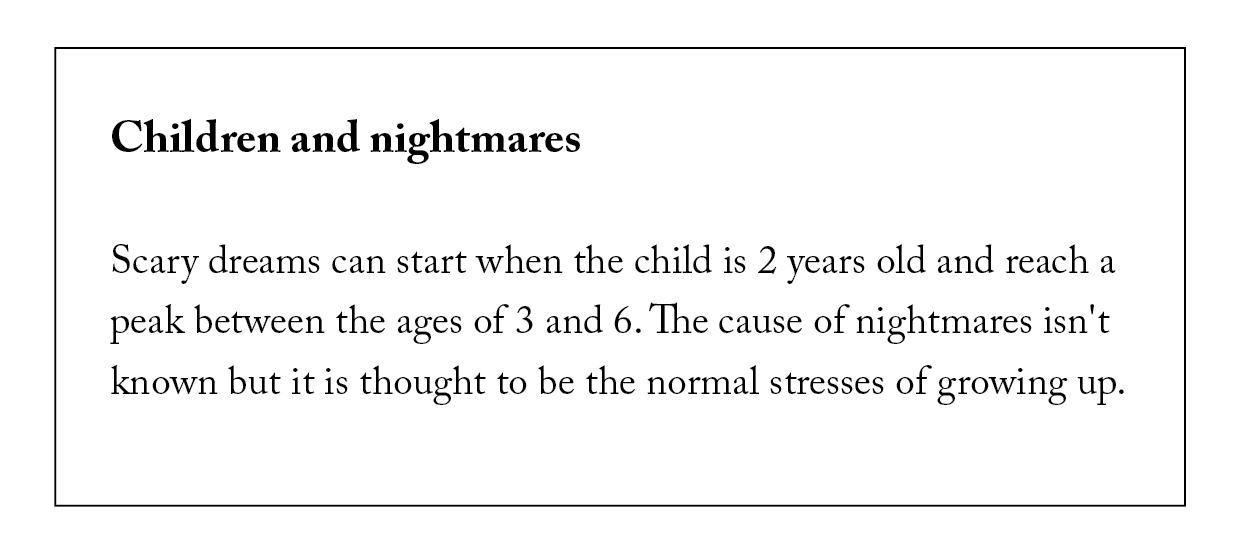 Children and nightmares
Scary dreams can start when the child is 2 years old and reach a
peak between the ages of 3 and 6. The cause of nightmares isn't
known but it is thought to be the normal stresses of growing up.